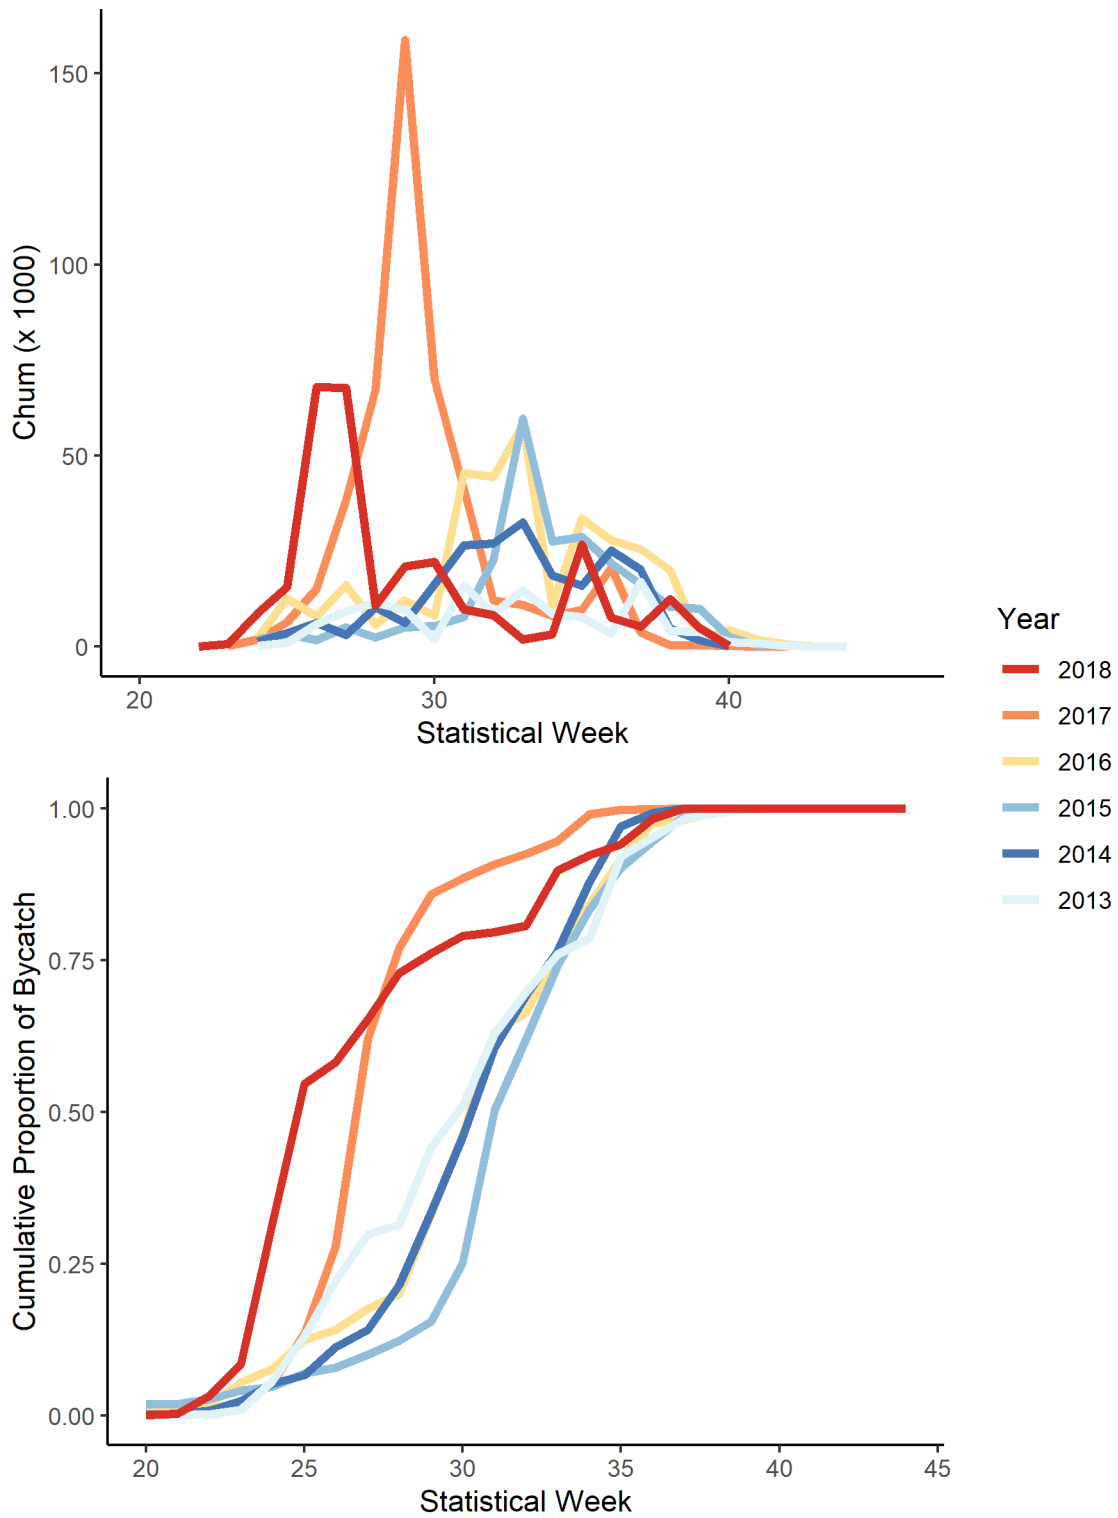 Chum (x 1000)
150
100
50
0
20 30 40
Statistical Week
Cumulative Proportion of Bycatch
1.00
0.75
0.50
0.25
0.00
20 25 30 35 40 45
Statistical Week
Year
2018
2017
2016
2015
2014
2013